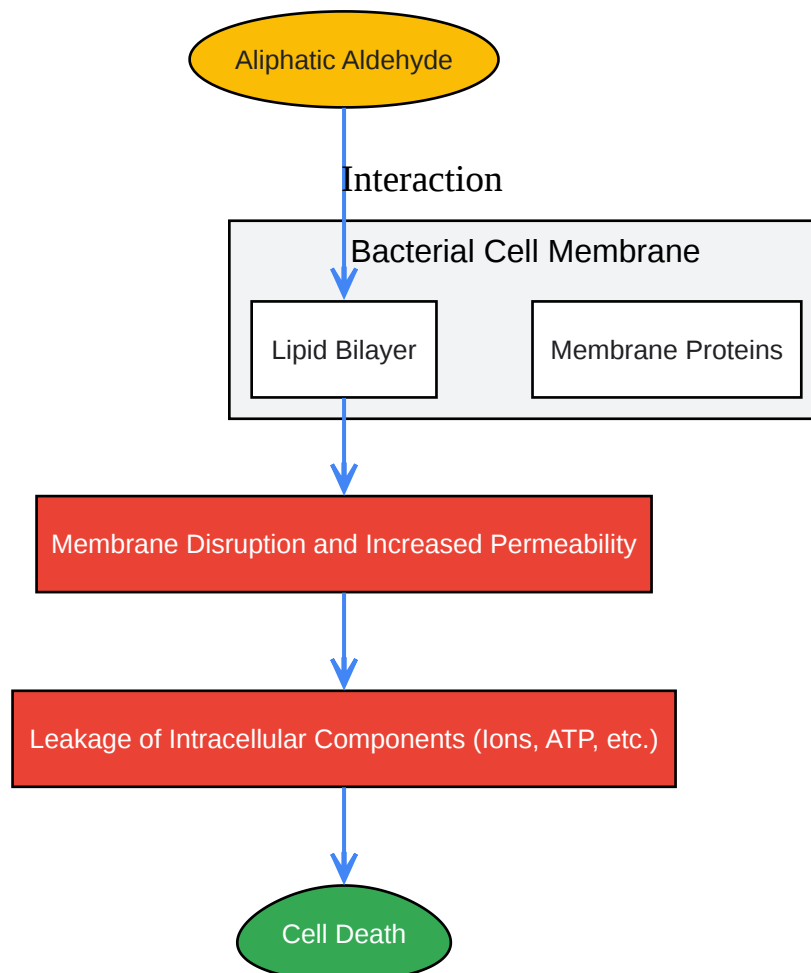 Aliphatic Aldehyde
Interaction
Bacterial Cell Membrane
Lipid Bilayer
Membrane Proteins
Membrane Disruption and Increased Permeability
Leakage of Intracellular Components (Ions, ATP, etc.)
Cell Death